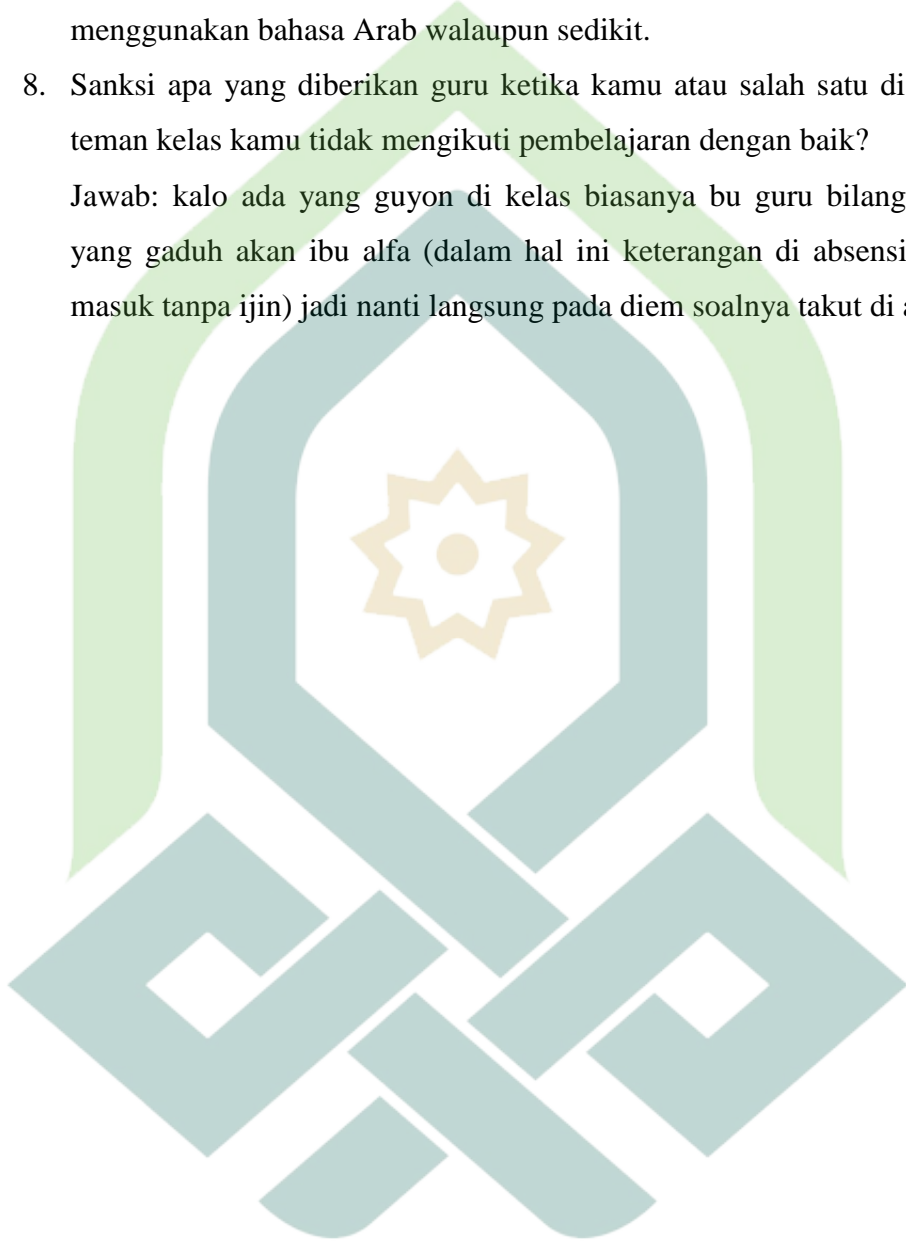 menggunakan bahasa Arab walaupun sedikit.
8. Sanksi apa yang diberikan guru ketika kamu atau salah satu di
teman kelas kamu tidak mengikuti pembelajaran dengan baik?
Jawab: kalo ada yang guyon di kelas biasanya bu guru bilang
yang gaduh akan ibu alfa (dalam hal ini keterangan di absensi
masuk tanpa ijin) jadi nanti langsung pada diem soalnya takut di